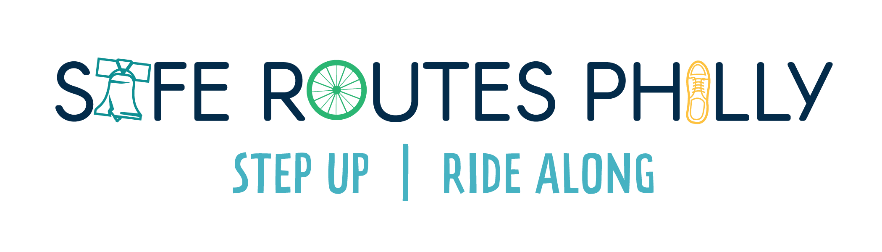 SAFE ROUTES PHILLY
STEP UP | RIDE ALONG